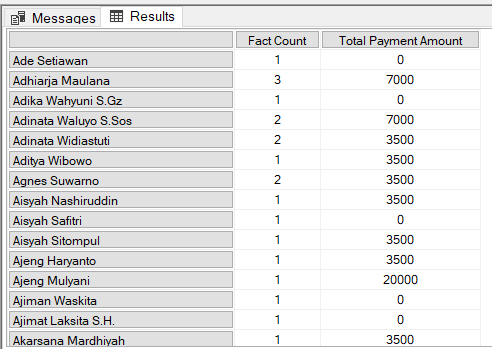 Messages Results
Fact Count Total Payment Amount
Ade Setiawan 1 0
Adhiarja Maulana 3 7000
Adika Wahyuni S.Gz 1 0
Adinata Waluyo S.Sos 2 7000
Adinata Widiastuti 2 3500
Aditya Wibowo 1 3500
Agnes Suwarno 2 3500
Aisyah Nashiruddin 1 3500
Aisyah Safitri 1 0
Aisyah Sitompul 1 3500
Ajeng Haryanto 1 3500
Ajeng Mulyani 1 20000
Ajiman Waskita 1 0
Ajimat Laksita S.H. 1 0
Akarsana Mardhiyah 1 3500